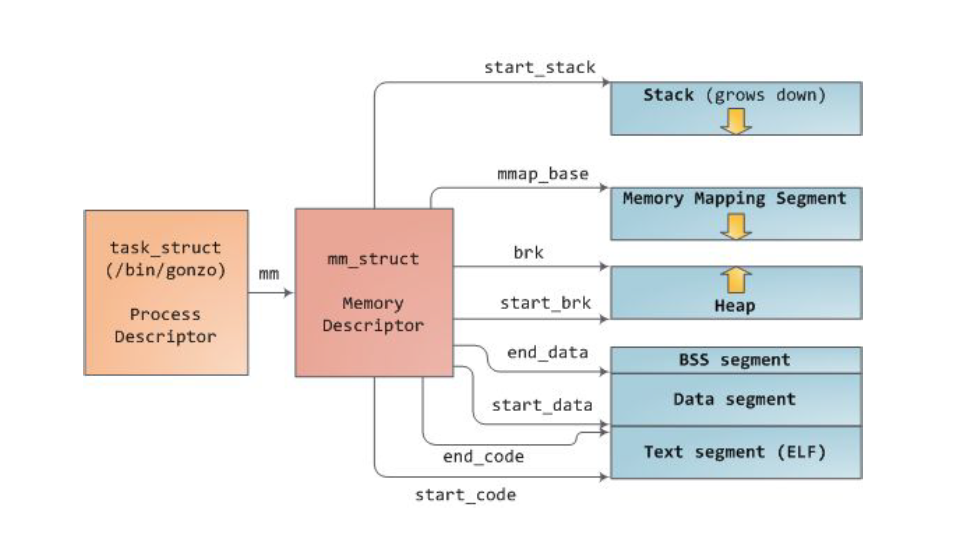 start_stack
Stack (grows down)
mmap_base
Memory Mapping Segment
task_struct
(/bin/gonzo)
Process
Descriptor
mm
mm_struct
Memory
Descriptor
brk
start_brk
Heap
end_data
BSS segment
start_data
Data segment
end_code
Text segment (ELF)
start_code